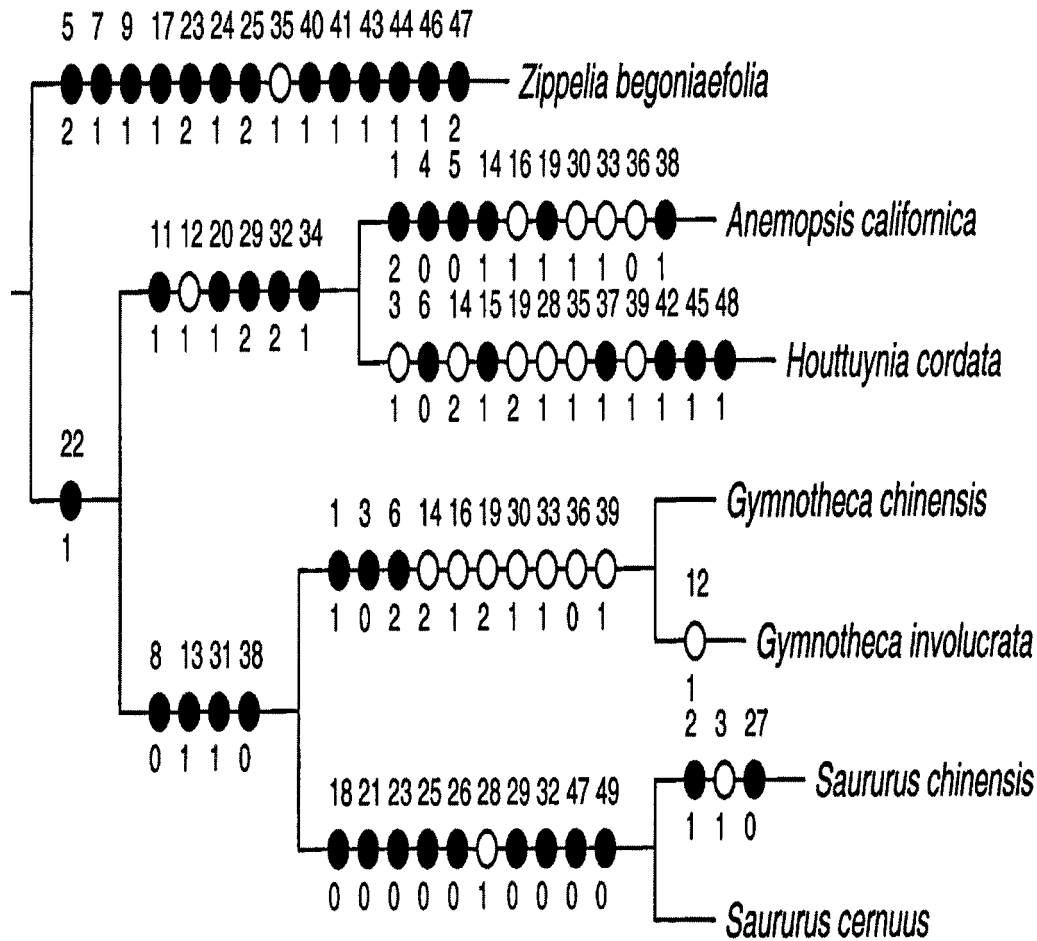 5 7 9 17 23 24 25 35 40 41 43 44 46 47
Zippelia begoniaefolia
2 1 1 1 2 1 2 1 1 1 1 1 1 2
1 4 5 14 16 19 30 33 36 38
Anemopsis californica
2 0 0 1 1 1 1 1 0 1
11 12 20 29 32 34
1 1 1 2 2 1
3 6 14 15 19 28 35 37 39 42 45 48
Houttuynia cordata
1 0 2 1 2 1 1 1 1 1 1 1
22
1
1 3 6 14 16 19 30 33 36 39
Gymnotheca chinensis
1 0 2 2 1 2 1 1 0 1
12
Gymnotheca involucrata
1
8 13 31 38
0 1 1 0
2 3 27
Saururus chinensis
1 1 0
18 21 23 25 26 28 29 32 47 49
0 0 0 0 0 1 0 0 0 0
Saururus cernuus